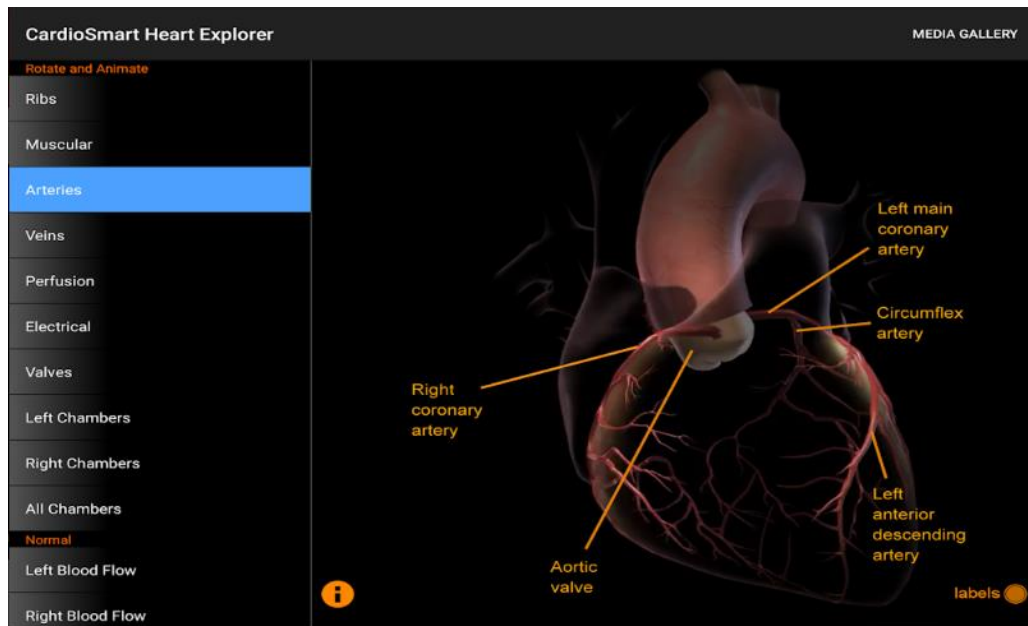 CardioSmart Heart Explorer
MEDIA GALLERY
Rotate and Animate
Ribs
Muscular
Arteries
Veins
Perfusion
Electrical
Valves
Left Chambers
Right Chambers
All Chambers
Normal
Left Blood Flow
Right Blood Flow
Left main
coronary
artery
Circumflex
artery
Right
coronary
artery
Left
anterior
descending
artery
Aortic
valve
i
labels